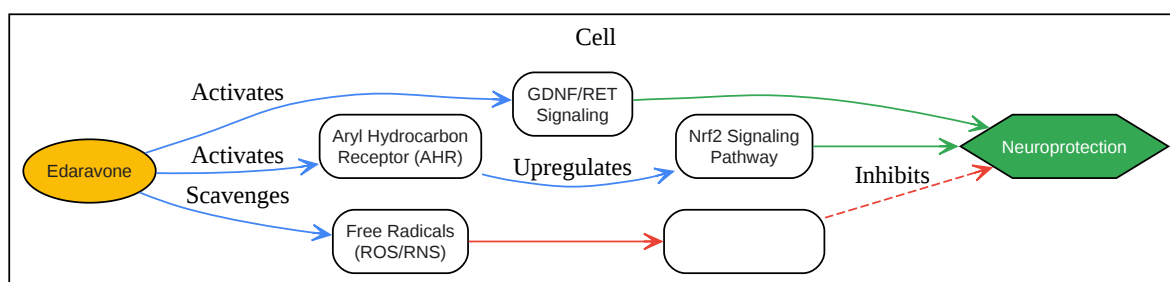 Cell
Activates
GDNF/RET
Signaling
Edaravone
Activates
Aryl Hydrocarbon
Receptor (AHR)
Upregulates
Nrf2 Signaling
Pathway
Neuroprotection
Scavenges
Free Radicals
(ROS/RNS)
Inhibits